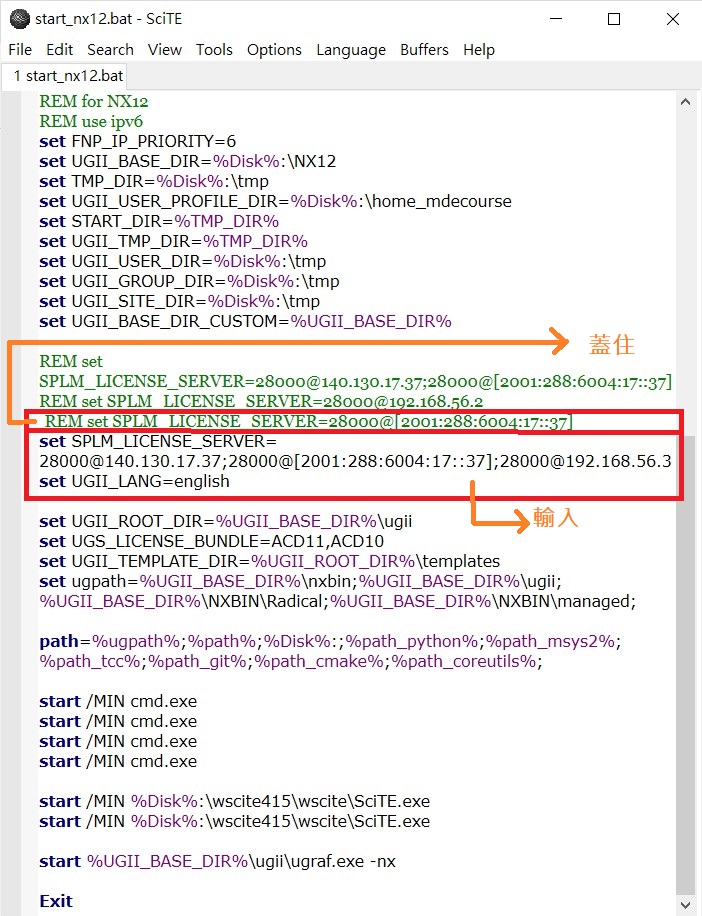 start_nx12.bat - SciTE
File Edit Search View Tools Options Language Buffers Help
1 start_nx12.bat
REM for NX12
REM use ipv6
set FNP_IP_PRIORITY=6
set UGII_BASE_DIR=%Disk%:\NX12
set TMP_DIR=%Disk%:\tmp
set UGII_USER_PROFILE_DIR=%Disk%:\home_mdecourse
set START_DIR=%TMP_DIR%
set UGII_TMP_DIR=%TMP_DIR%
set UGII_USER_DIR=%Disk%:\tmp
set UGII_GROUP_DIR=%Disk%:\tmp
set UGII_SITE_DIR=%Disk%:\tmp
set UGII_BASE_DIR_CUSTOM=%UGII_BASE_DIR%
蓋住
REM set
SPLM_LICENSE_SERVER=28000@140.130.17.37;28000@[2001:288:6004:17::37]
REM set SPLM_LICENSE_SERVER=28000@192.168.56.2
REM set SPLM_LICENSE_SERVER=28000@[2001:288:6004:17::37]
set SPLM_LICENSE_SERVER=
28000@140.130.17.37;28000@[2001:288:6004:17::37];28000@192.168.56.3
set UGII_LANG=english
輸入
set UGII_ROOT_DIR=%UGII_BASE_DIR%\ugii
set UGS_LICENSE_BUNDLE=ACD11,ACD10
set UGII_TEMPLATE_DIR=%UGII_ROOT_DIR%\templates
set ugpath=%UGII_BASE_DIR%\nxbin;%UGII_BASE_DIR%\ugii;
%UGII_BASE_DIR%\NXBIN\Radical;%UGII_BASE_DIR%\NXBIN\managed;
path=%ugpath%;%path%;%Disk%:;%path_python%;%path_msys2%;
%path_tcc%;%path_git%;%path_cmake%;%path_coreutils%;
start /MIN cmd.exe
start /MIN cmd.exe
start /MIN cmd.exe
start /MIN cmd.exe
start /MIN %Disk%:\wscite415\wscite\SciTE.exe
start /MIN %Disk%:\wscite415\wscite\SciTE.exe
start %UGII_BASE_DIR%\ugii\ugraf.exe -nx
Exit